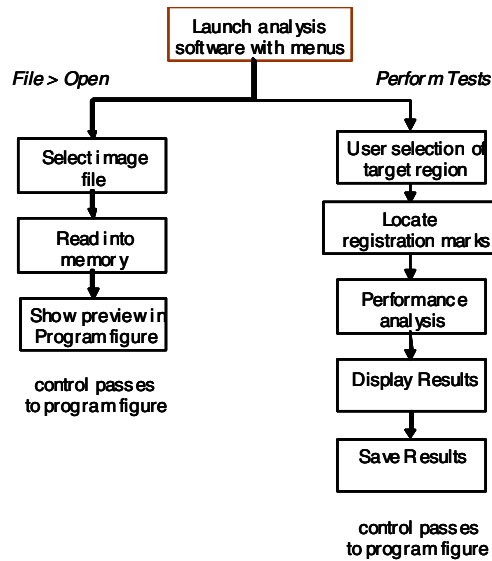 Launch analysis
software with menus
File > Open
Perform Tests
Select image
file
Read into
memory
Show preview in
Program figure
control passes
to program figure
User selection of
target region
Locate
registration marks
Performance
analysis
Display Results
Save Results
control passes
to program figure